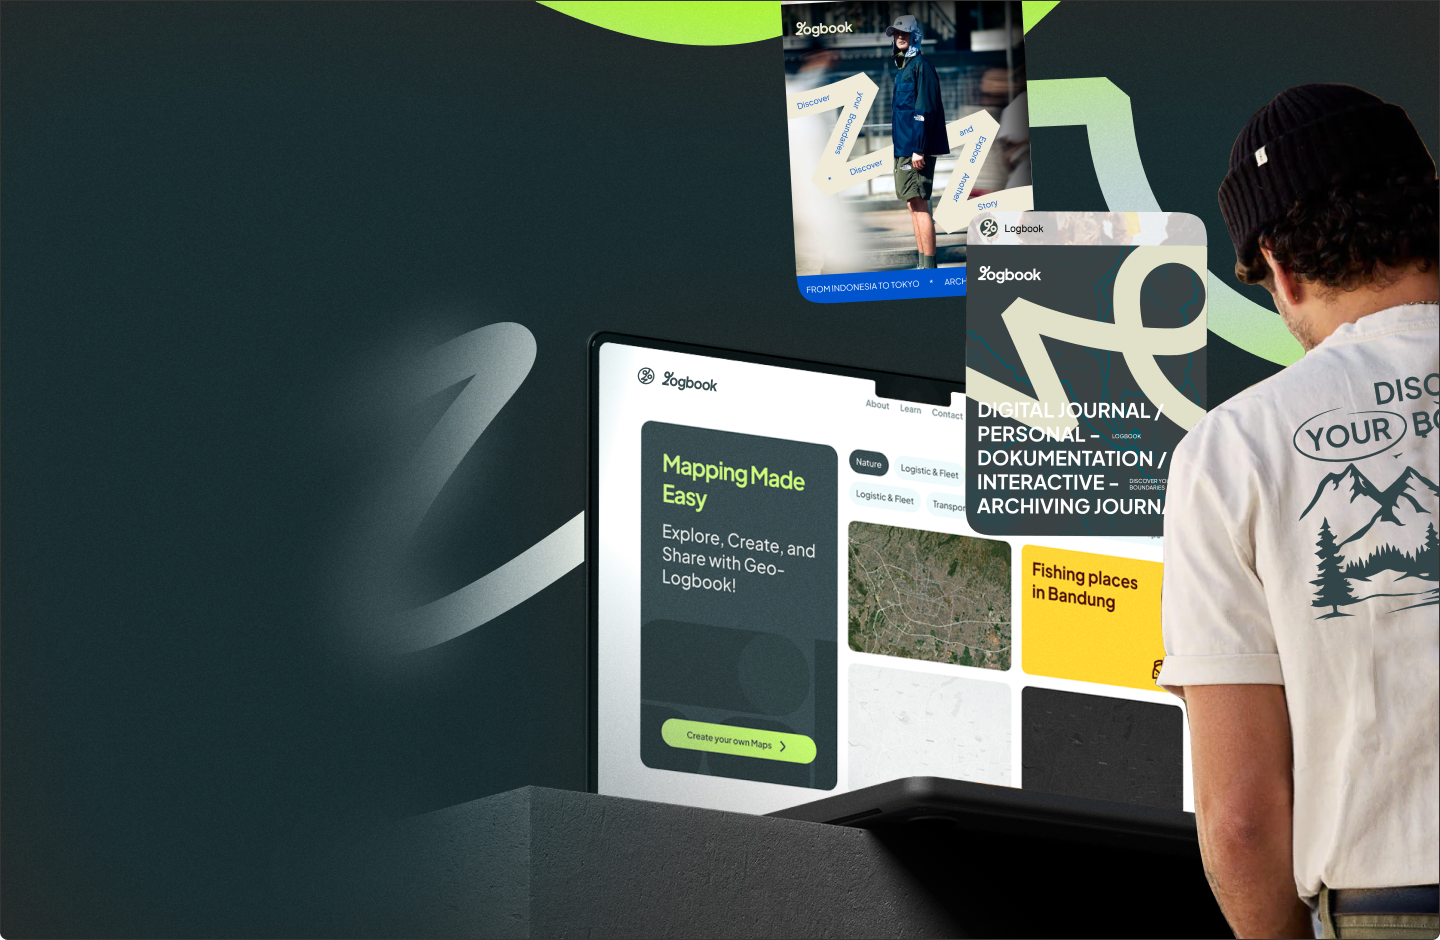 Logbook
Discover
your Boundaries
Discover
and
Explore
Another
Story
FROM INDONESIA TO TOKYO * ARCH
Logbook
Logbook
DIGITAL JOURNAL /
PERSONAL – LOGBOOK
DOKUMENTATION /
INTERACTIVE – DISCOVER YO
BOUNDARIES
ARCHIVING JOURNA
Logbook
About Learn Contact
Mapping Made
Easy
Explore, Create, and
Share with Geo-
Logbook!
Create your own Maps
Nature
Logistic & Fleet
Logistic & Fleet
Transpor
Fishing places
in Bandung
DISC
YOUR BO